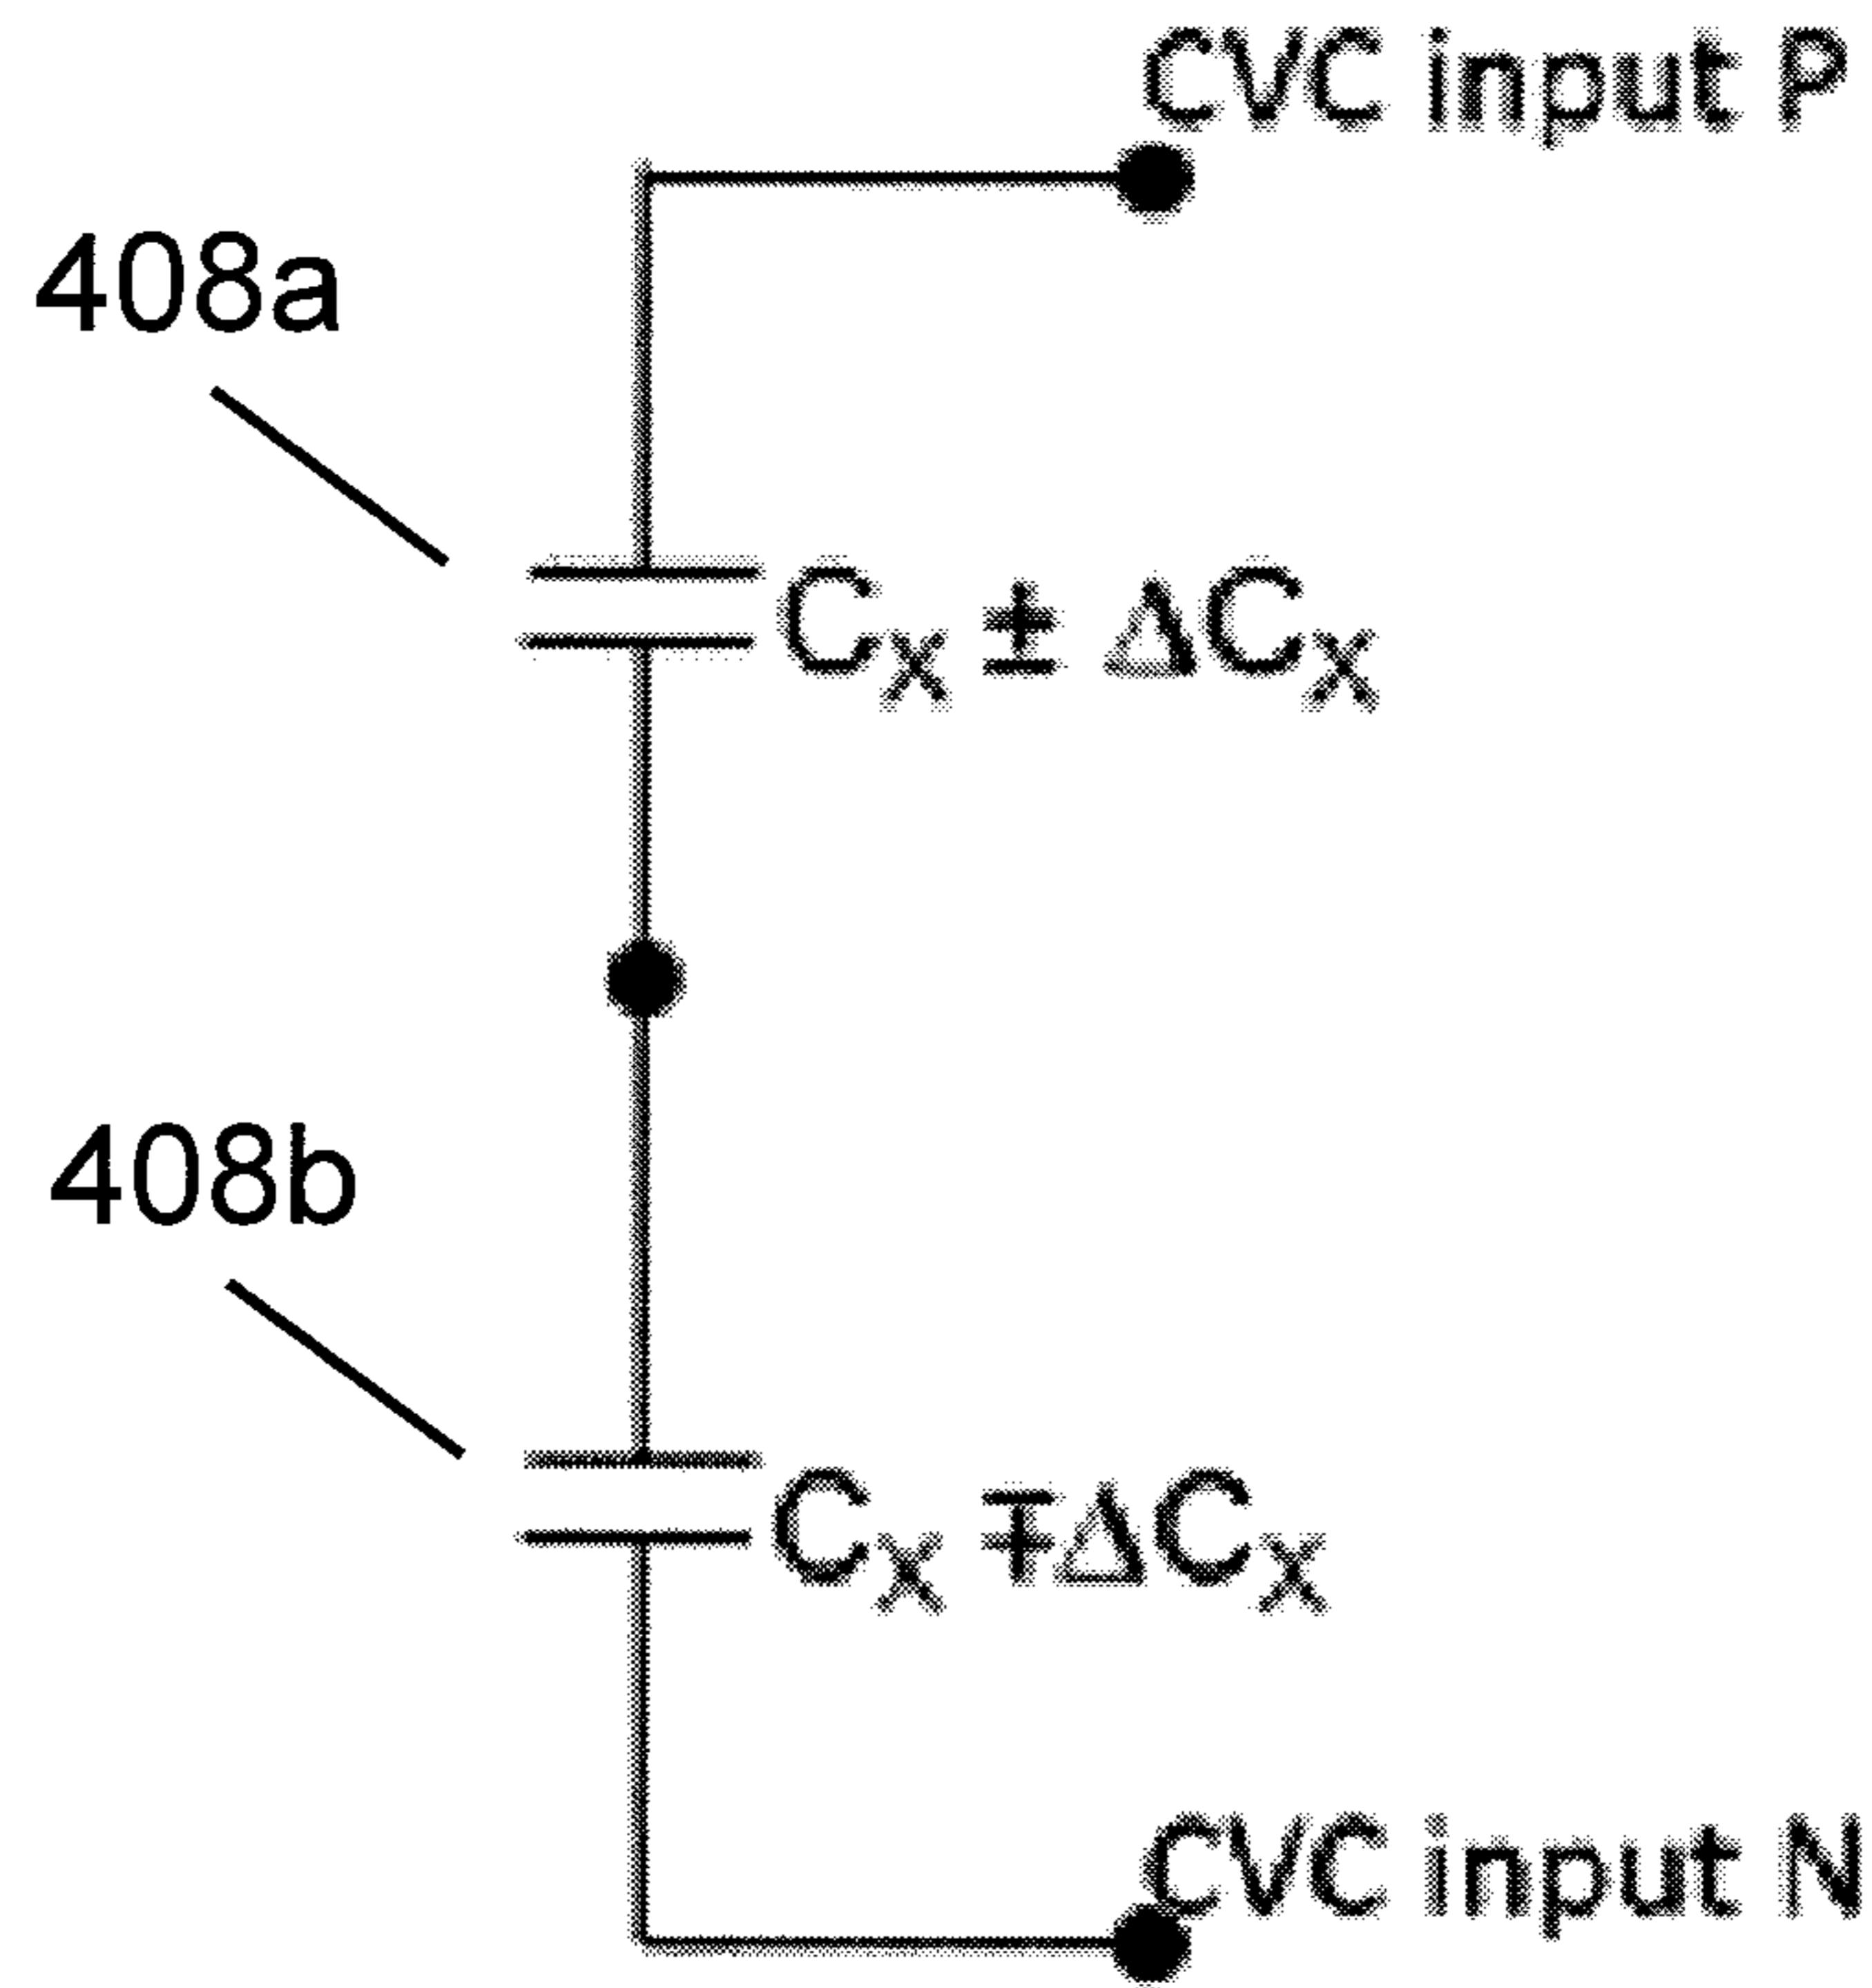 CVC input P
408a
Cₓ ± ΔCₓ
408b
Cₓ ∓ΔCₓ
CVC input N